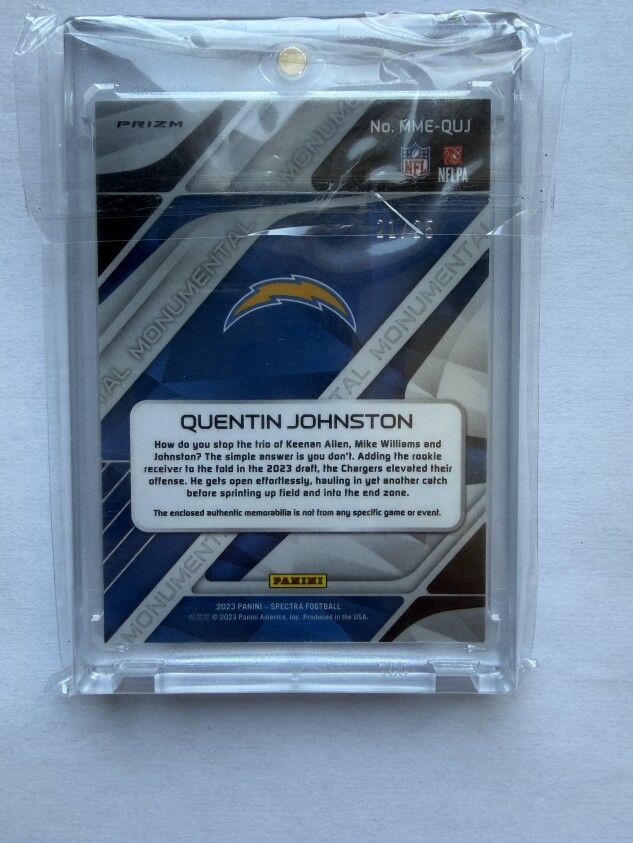 PRIZM
No. MME-QUJ
NFL
NFLPA
MONUMENTAL
MONUMENTAL
MONUMENTAL
QUENTIN JOHNSTON
How do you stop the trio of Keenan Allen, Mike Williams and
Johnston? The simple answer is you don't. Adding the rookie
receiver to the fold in the 2023 draft, the Chargers elevated their
offense. He gets open effortlessly, hauling in yet another catch
before sprinting up field and into the end zone.
The enclosed authentic memorabilia is not from any specific game or event.
MONUMENT
PANINI
2023 PANINI – SPECTRA FOOTBALL
© 2023 Panini America, Inc. Produced in the USA.